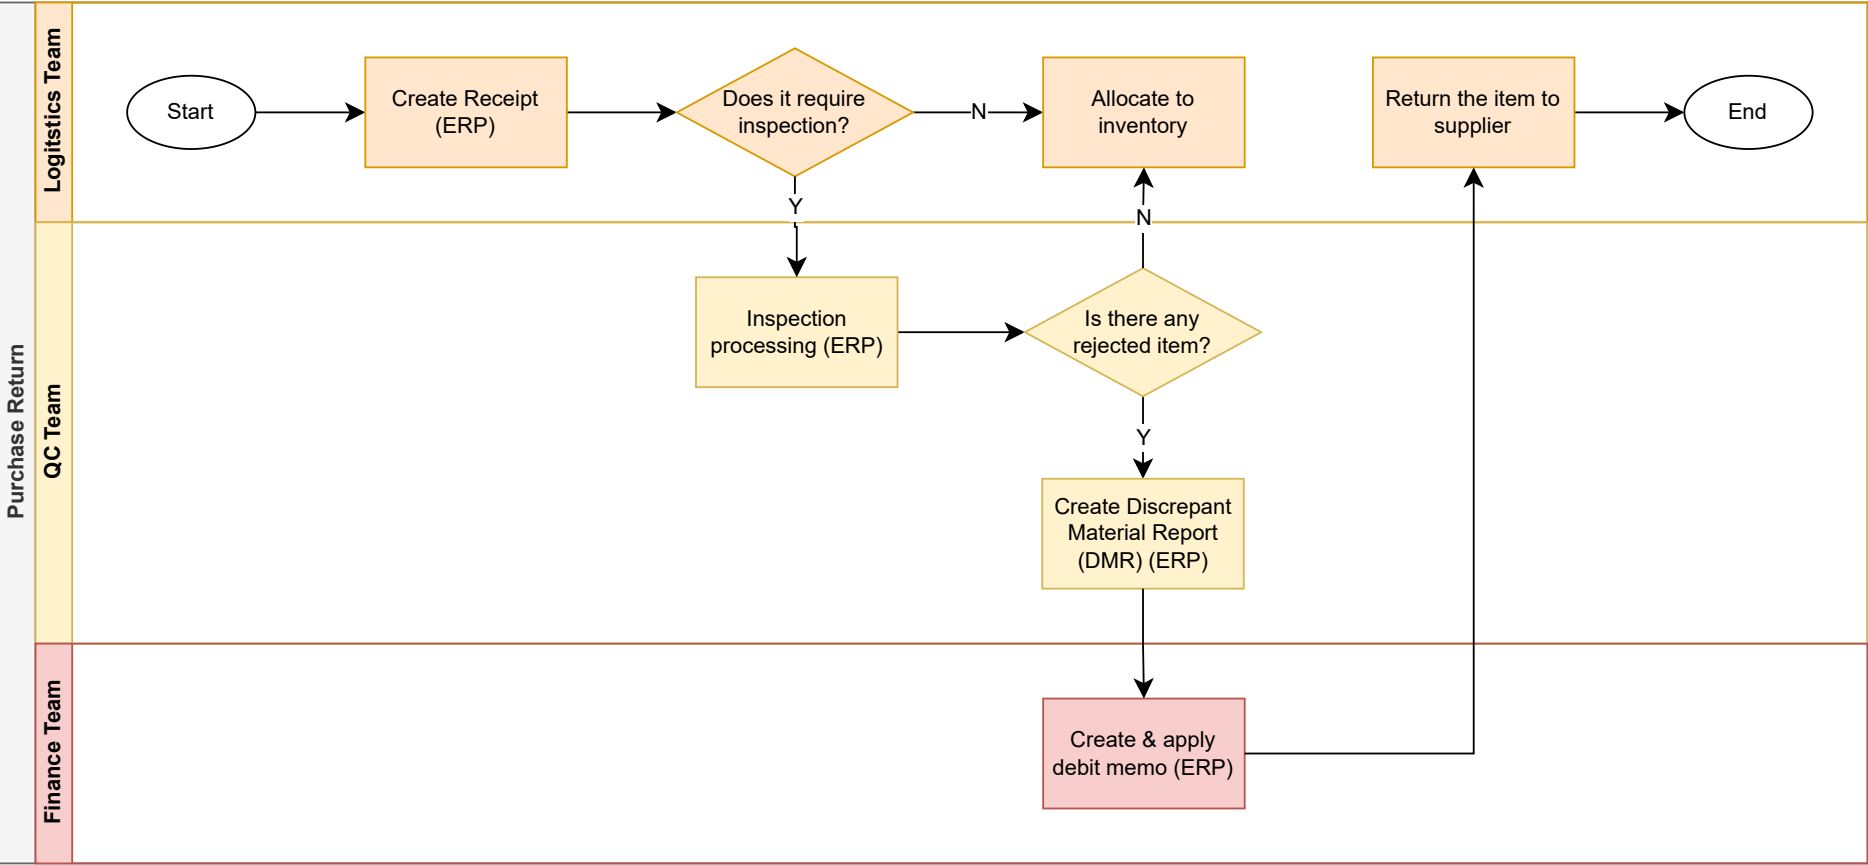 Purchase Return
Logitstics Team
Start
Create Receipt
(ERP)
Does it require
inspection?
N
Allocate to
inventory
Return the item to
supplier
End
Y
N
QC Team
Inspection
processing (ERP)
Is there any
rejected item?
Y
Create Discrepant
Material Report
(DMR) (ERP)
Finance Team
Create & apply
debit memo (ERP)